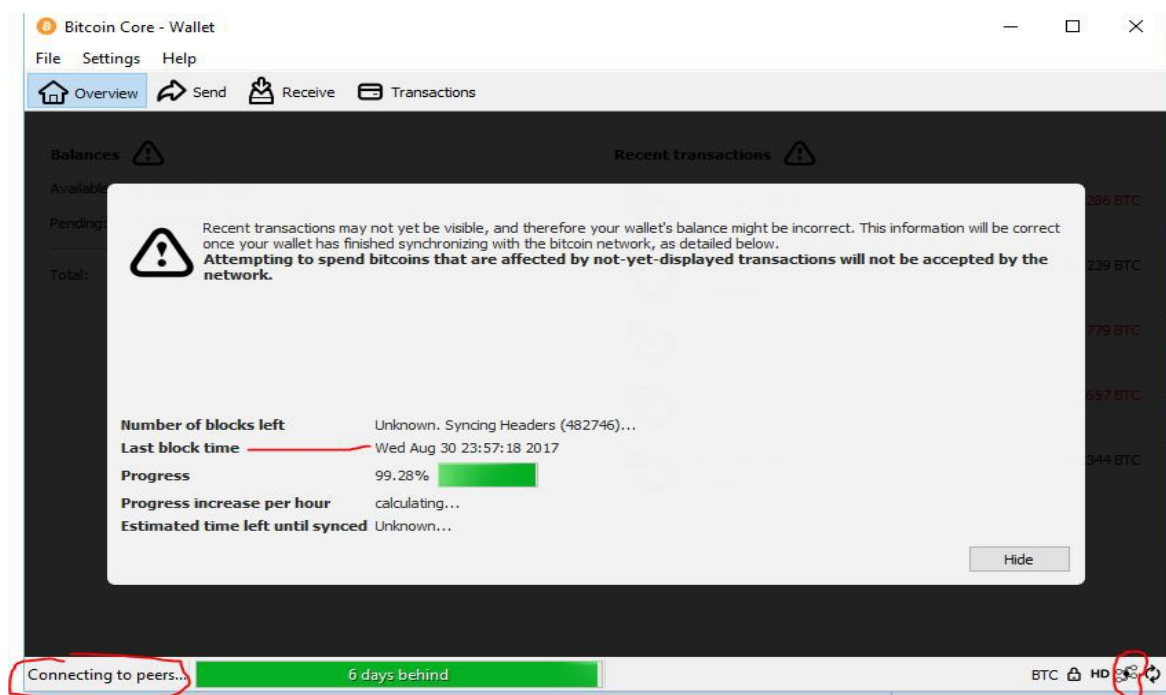 Bitcoin Core - Wallet
File Settings Help
Overview Send Receive Transactions
Balances Recent transactions
Available
286 BTC
Pending:
Recent transactions may not yet be visible, and therefore your wallet's balance might be incorrect. This information will be correct
once your wallet has finished synchronizing with the bitcoin network, as detailed below.
Attempting to spend bitcoins that are affected by not-yet-displayed transactions will not be accepted by the
network.
Total:
239 BTC
779 BTC
657 BTC
Number of blocks left Unknown. Syncing Headers (482746)...
Last block time Wed Aug 30 23:57:18 2017
344 BTC
Progress 99.28%
Progress increase per hour calculating...
Estimated time left until synced Unknown...
Hide
Connecting to peers... 6 days behind BTC HD